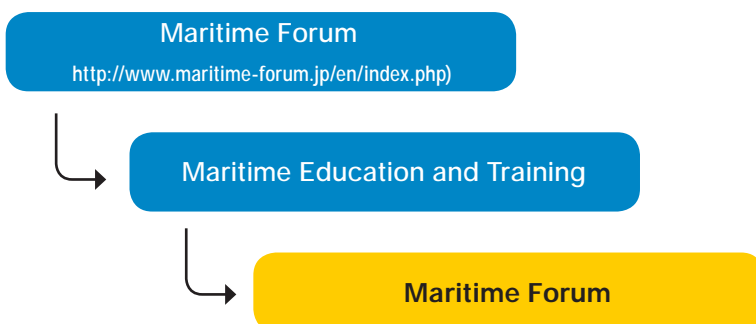 Maritime Forum
http://www.maritime-forum.jp/en/index.php)
Maritime Education and Training
Maritime Forum